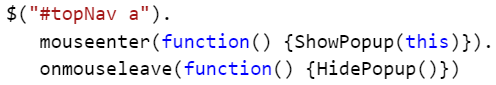 $("#topNav a").
mouseenter(function() {ShowPopup(this)}).
onmouseleave(function() {HidePopup()})